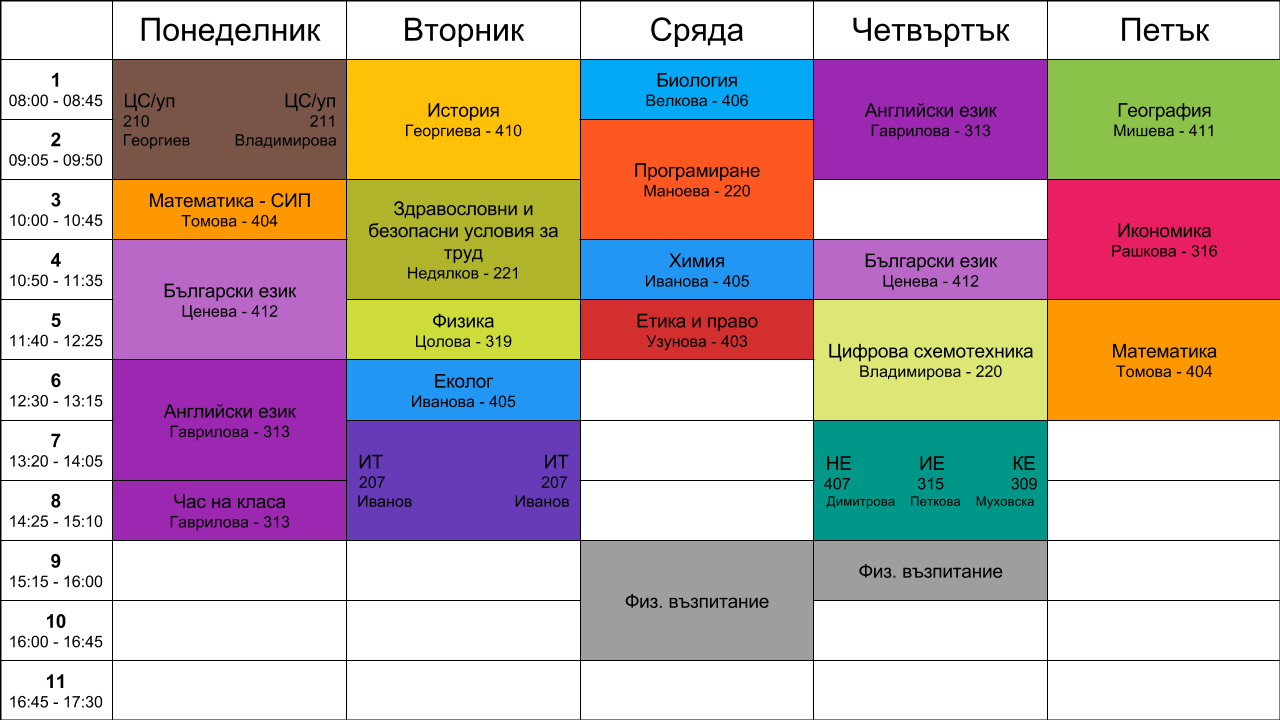 Понеделник Вторник Сряда Четвъртък Петък
1
08:00 - 08:45
ЦС/уп ЦС/уп
210 211
Георгиев Владимирова
История
Георгиева - 410
Биология
Велкова - 406
Английски език
Гаврилова - 313
География
Мишева - 411
2
09:05 - 09:50
Програмиране
Маноева - 220
3
10:00 - 10:45
Математика - СИП
Томова - 404
Здравословни и
безопасни условия за
труд
Недялков - 221
Икономика
Рашкова - 316
4
10:50 - 11:35
Български език
Ценева - 412
Химия
Иванова - 405
Български език
Ценева - 412
5
11:40 - 12:25
Физика
Цолова - 319
Етика и право
Узунова - 403
Цифрова схемотехника
Владимирова - 220
Математика
Томова - 404
6
12:30 - 13:15
Английски език
Гаврилова - 313
Еколог
Иванова - 405
7
13:20 - 14:05
ИТ ИТ
207 207
Иванов Иванов
НЕ ИЕ КЕ
407 315 309
Димитрова Петкова Муховска
8
14:25 - 15:10
Час на класа
Гаврилова - 313
9
15:15 - 16:00
Физ. възпитание
Физ. възпитание
10
16:00 - 16:45
11
16:45 - 17:30